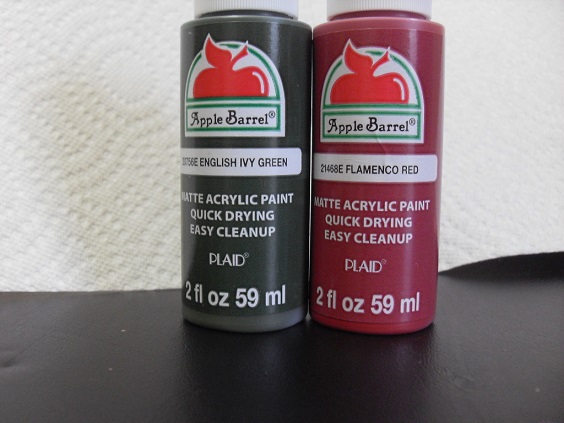 Apple Barrel®
20756E ENGLISH IVY GREEN
MATTE ACRYLIC PAINT
QUICK DRYING
EASY CLEANUP
PLAID®
2 fl oz 59 ml
Apple Barrel®
21468E FLAMENCO RED
MATTE ACRYLIC PAINT
QUICK DRYING
EASY CLEANUP
PLAID®
2 fl oz 59 ml